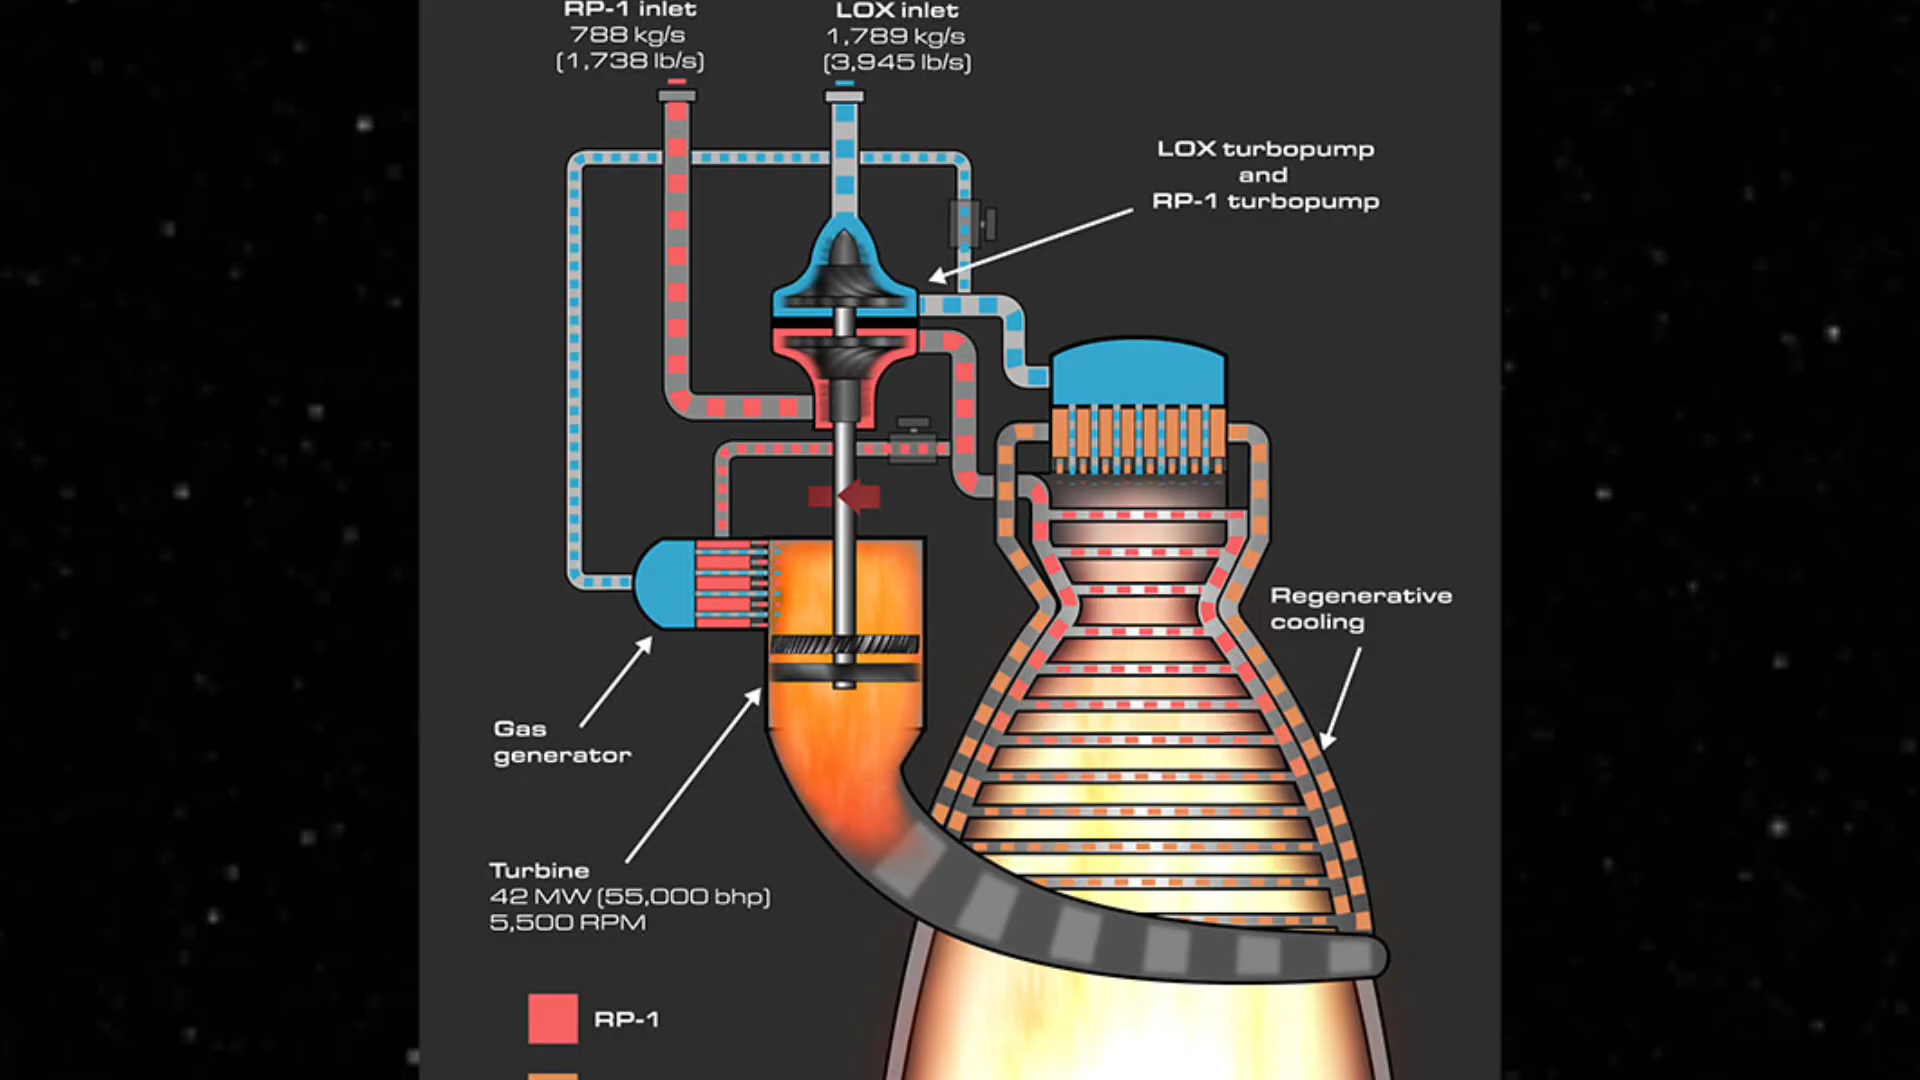 RP-1 inlet
788 kg/s
(1,738 lb/s)
LOX inlet
1,789 kg/s
(3,945 lb/s)
LOX turbopump
and
RP-1 turbopump
Regenerative
cooling
Gas
generator
Turbine
42 MW (55,000 bhp)
5,500 RPM
RP-1